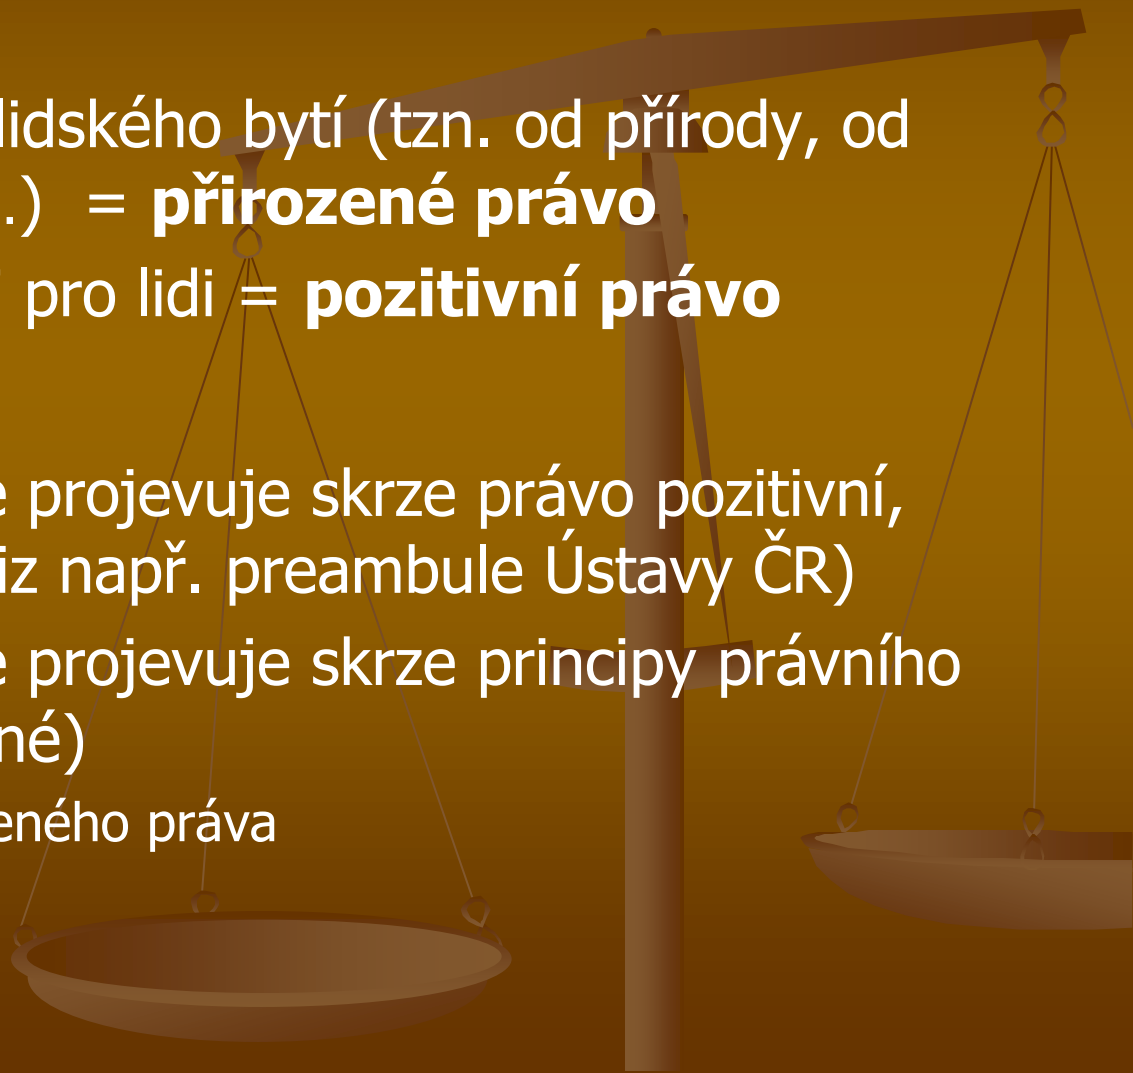 lidského bytí (tzn. od přírody, od
.) = přirozené právo
pro lidi = pozitivní právo
e projevuje skrze právo pozitivní,
iz např. preambule Ústavy ČR)
e projevuje skrze principy právního
né)
eného práva